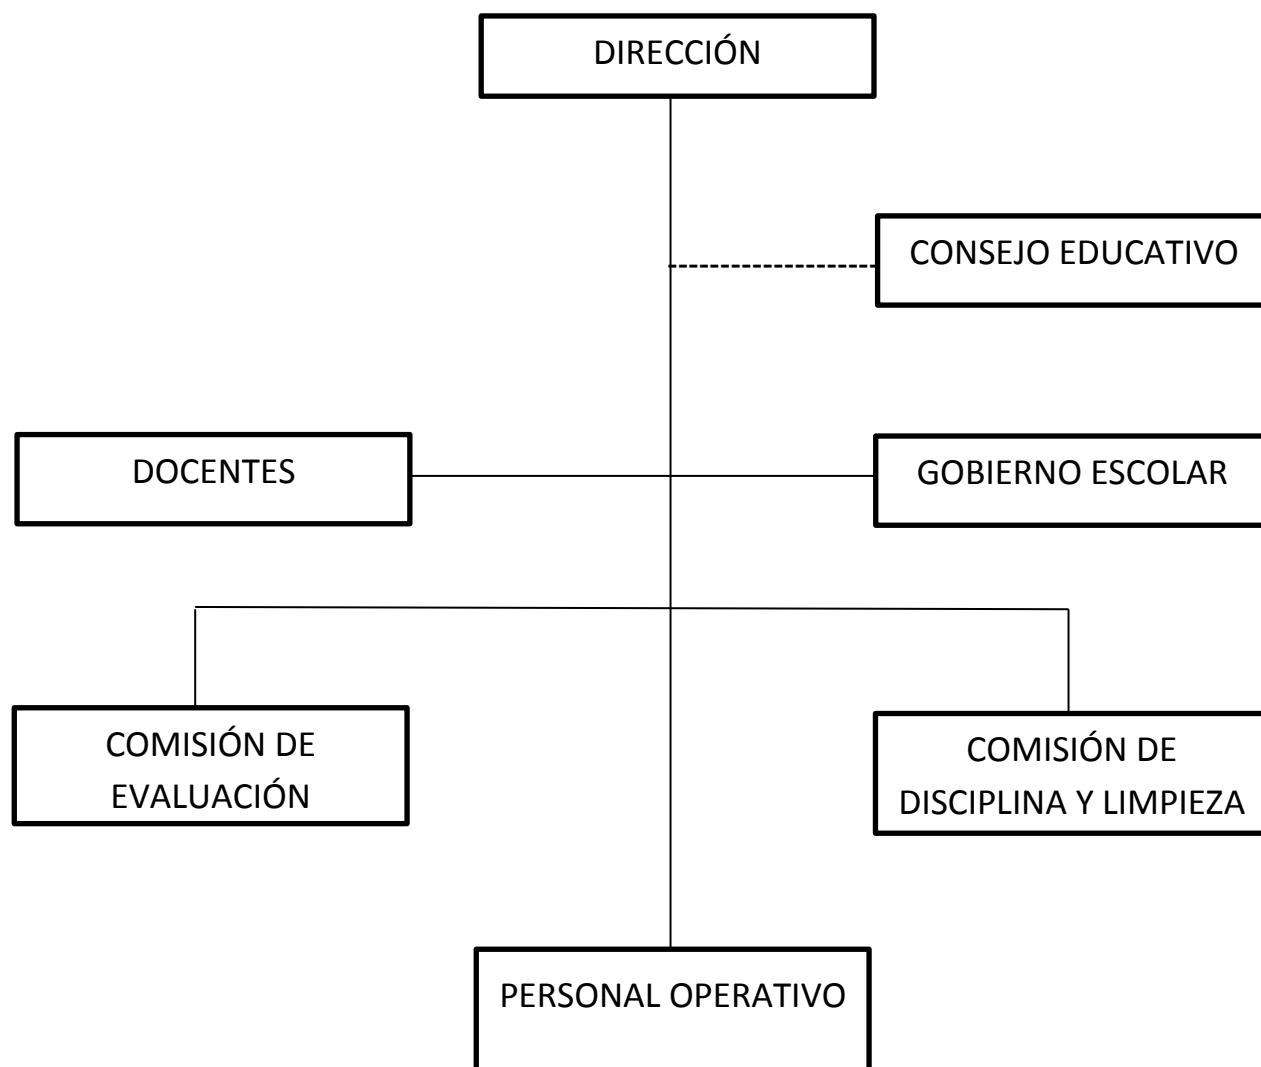 DIRECCIÓN
CONSEJO EDUCATIVO
DOCENTES
GOBIERNO ESCOLAR
COMISIÓN DE
EVALUACIÓN
COMISIÓN DE
DISCIPLINA Y LIMPIEZA
PERSONAL OPERATIVO